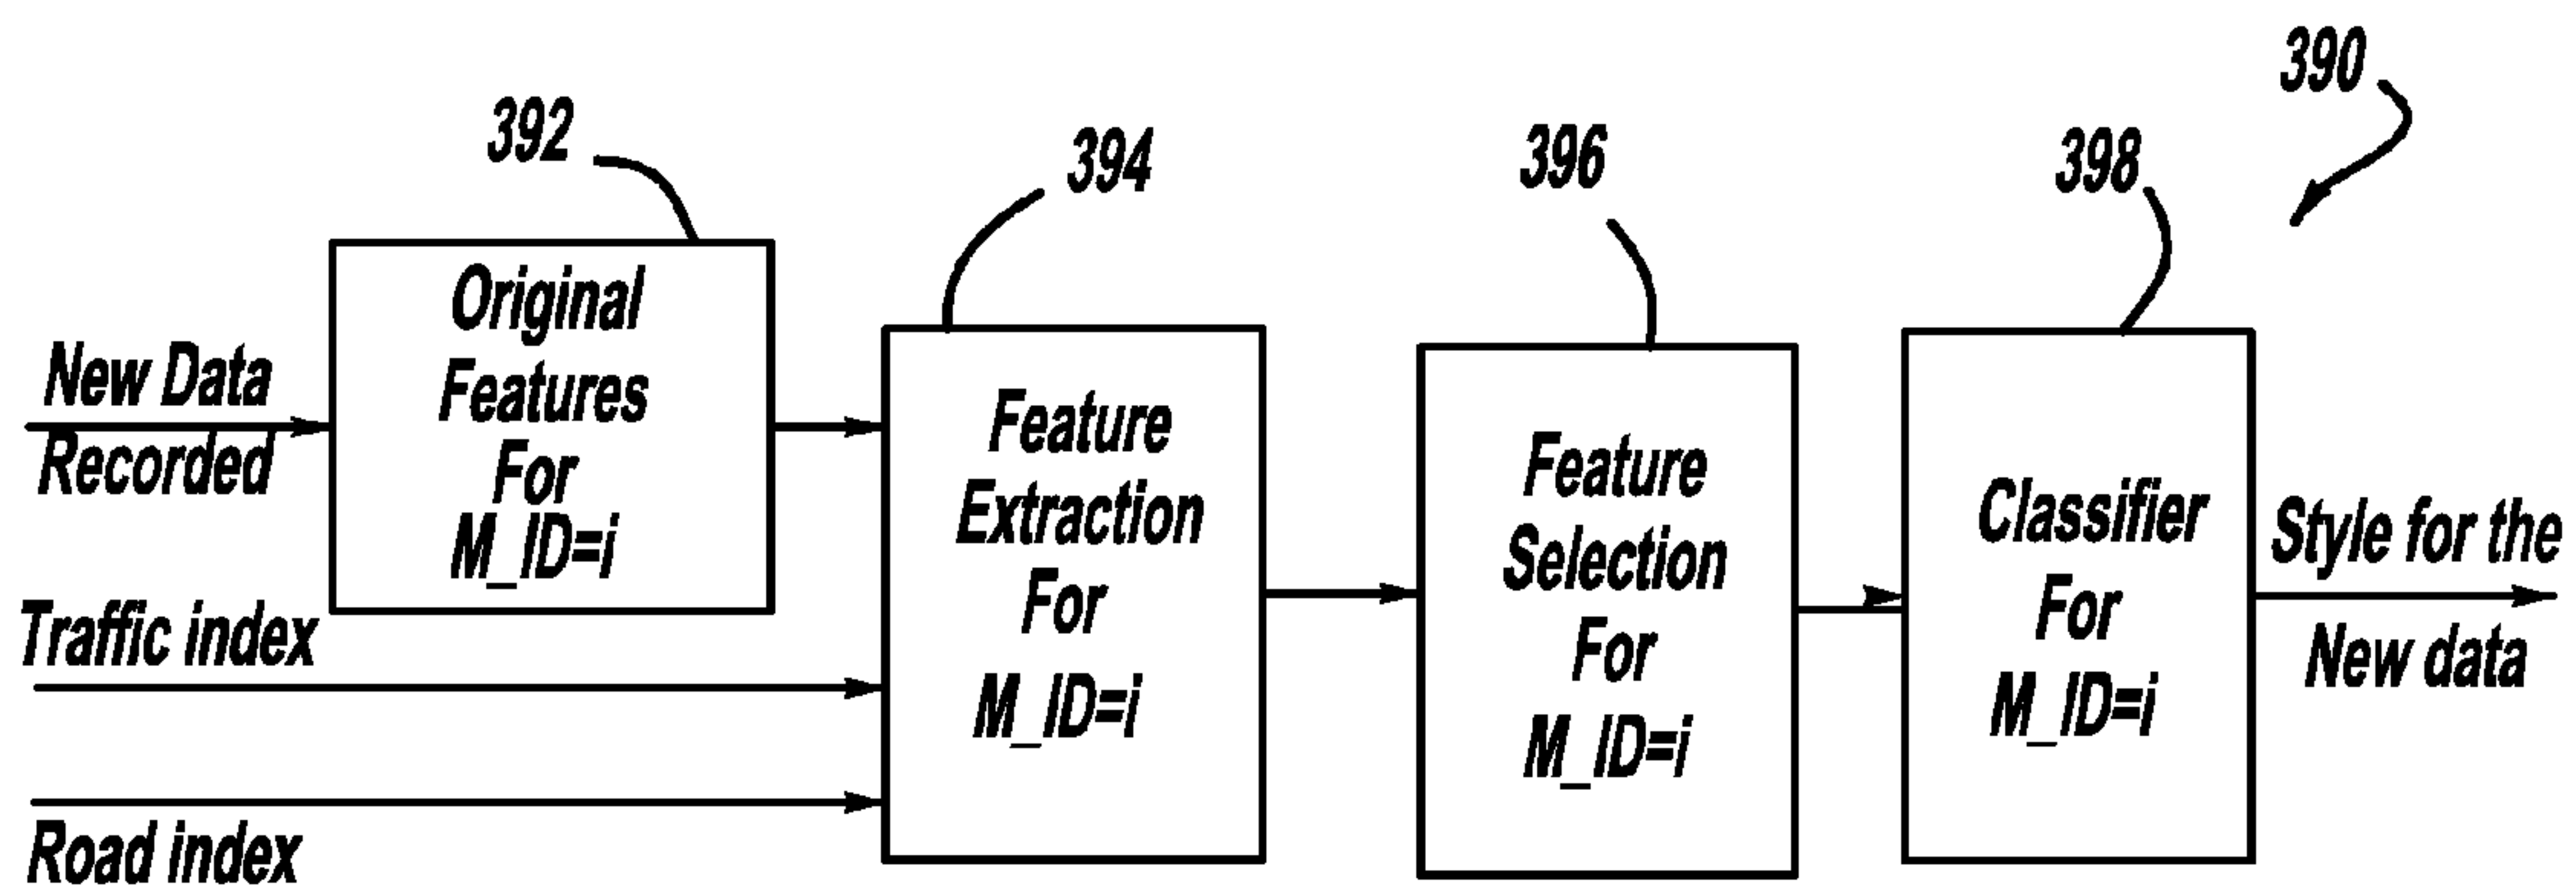 390
392
394
396
398
New Data
Recorded
Original
Features
For
M_ID=i
Traffic index
Road index
Feature
Extraction
For
M_ID=i
Feature
Selection
For
M_ID=i
Classifier
For
M_ID=i
Style for the
New data